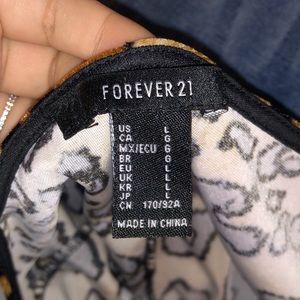 FOREVER 21
US L
CA G
MX/ECU G
BR G
EU L
UK L
KR L
JP L
CN 170/92A
MADE IN CHINA